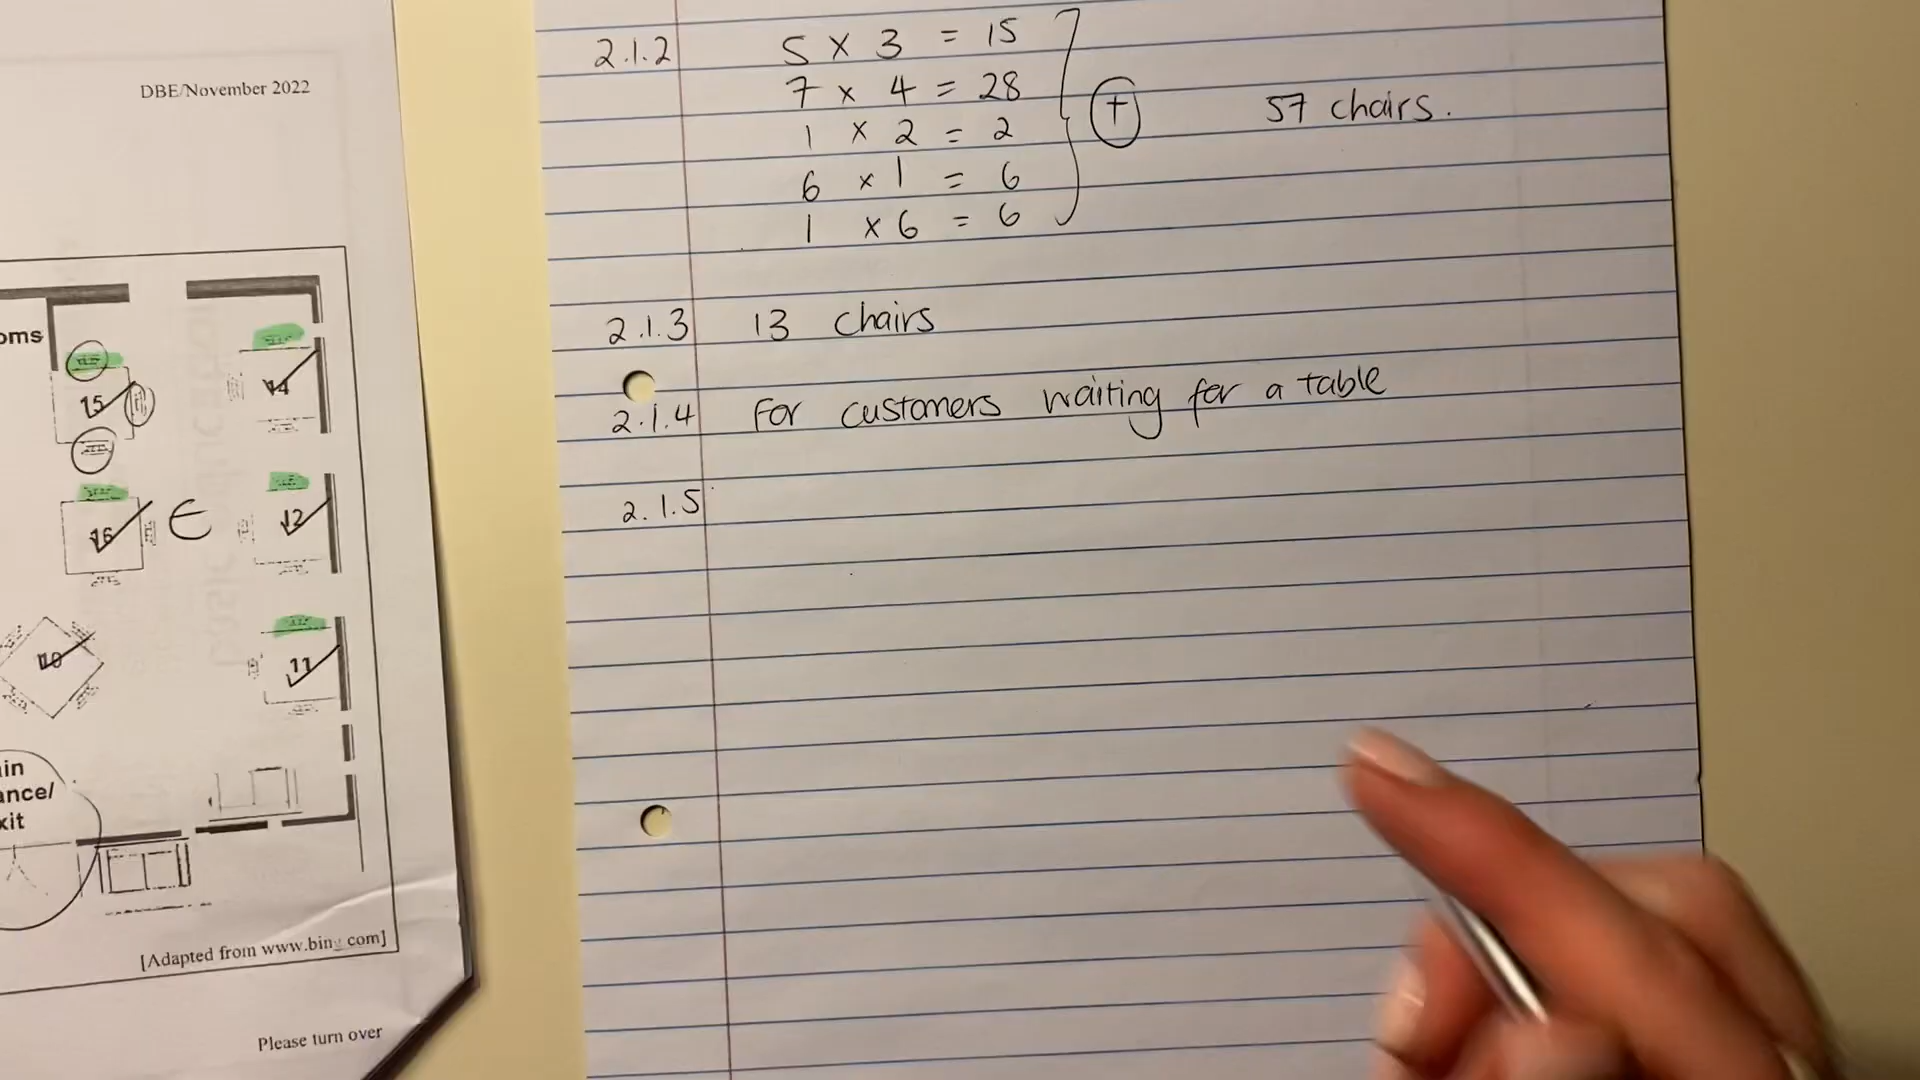 DBE/November 2022
oms
15
14
16
E
12
10
11
in
ance/
xit
[Adapted from www.bing.com]
Please turn over
2.1.2 5 × 3 = 15
7 × 4 = 28
1 × 2 = 2
6 × 1 = 6
1 × 6 = 6
+ 57 chairs.
2.1.3 13 chairs
2.1.4 For customers waiting for a table
2.1.5